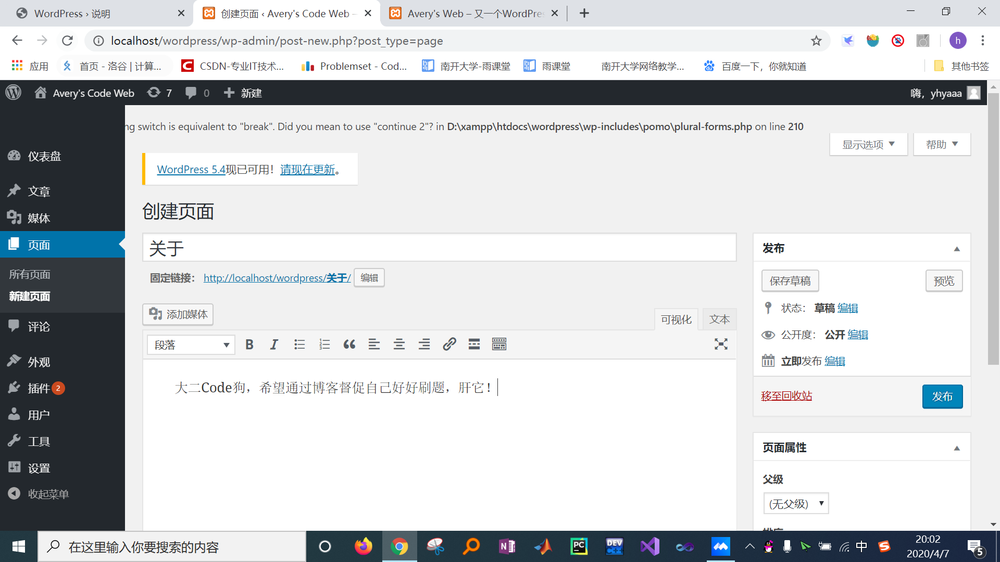 WordPress › 说明
创建页面 ‹ Avery's Code Web –
Avery's Web – 又一个WordPres
localhost/wordpress/wp-admin/post-new.php?post_type=page
h
应用
首页 - 洛谷 | 计算...
CSDN-专业IT技术...
Problemset - Cod...
南开大学-雨课堂
雨课堂
南开大学网络教学...
百度一下，你就知道
其他书签
Avery's Code Web
7
0
新建
嗨，yhyaaa
ng switch is equivalent to "break". Did you mean to use "continue 2"? in D:\xampp\htdocs\wordpress\wp-includes\pomo\plural-forms.php on line 210
显示选项
帮助
WordPress 5.4现已可用！请现在更新。
仪表盘
文章
媒体
页面
所有页面
新建页面
评论
外观
插件 2
用户
工具
设置
收起菜单
创建页面
关于
固定链接： http://localhost/wordpress/关于/ 编辑
添加媒体
可视化
文本
段落
B I
大二Code狗，希望通过博客督促自己好好刷题，肝它！
发布
保存草稿
预览
状态： 草稿 编辑
公开度： 公开 编辑
立即发布 编辑
移至回收站
发布
页面属性
父级
(无父级)
在这里输入你要搜索的内容
N
PC
DEV C++
中
S
20:02
2020/4/7
5